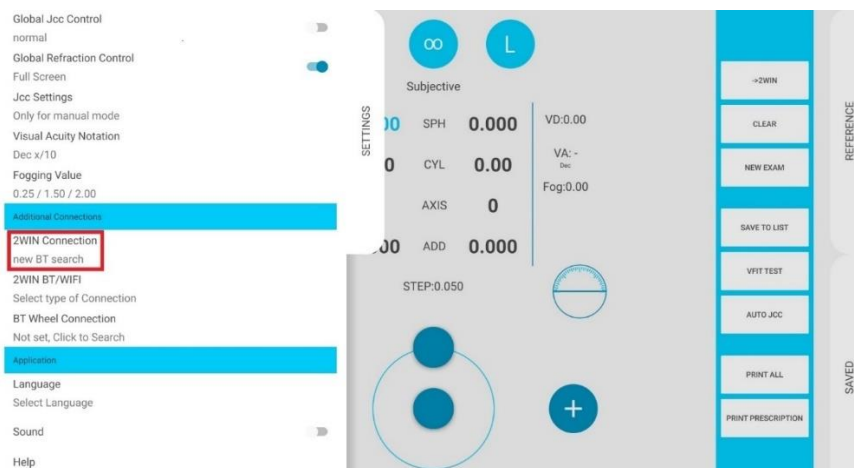 Global Jcc Control
normal
Global Refraction Control
Full Screen
Jcc Settings
Only for manual mode
Visual Acuity Notation
Dec x/10
Fogging Value
0.25 / 1.50 / 2.00
Additional Connections
2WIN Connection
new BT search
2WIN BT/WIFI
Select type of Connection
BT Wheel Connection
Not set, Click to Search
Application
Language
Select Language
Sound
Help
SETTINGS
∞ L
Subjective
00 SPH 0.000
0 CYL 0.00
AXIS 0
00 ADD 0.000
VD:0.00
VA: -
Dec
Fog:0.00
STEP:0.050
+
->2WIN
CLEAR
NEW EXAM
SAVE TO LIST
VFIT TEST
AUTO JCC
PRINT ALL
PRINT PRESCRIPTION
REFERENCE
SAVED